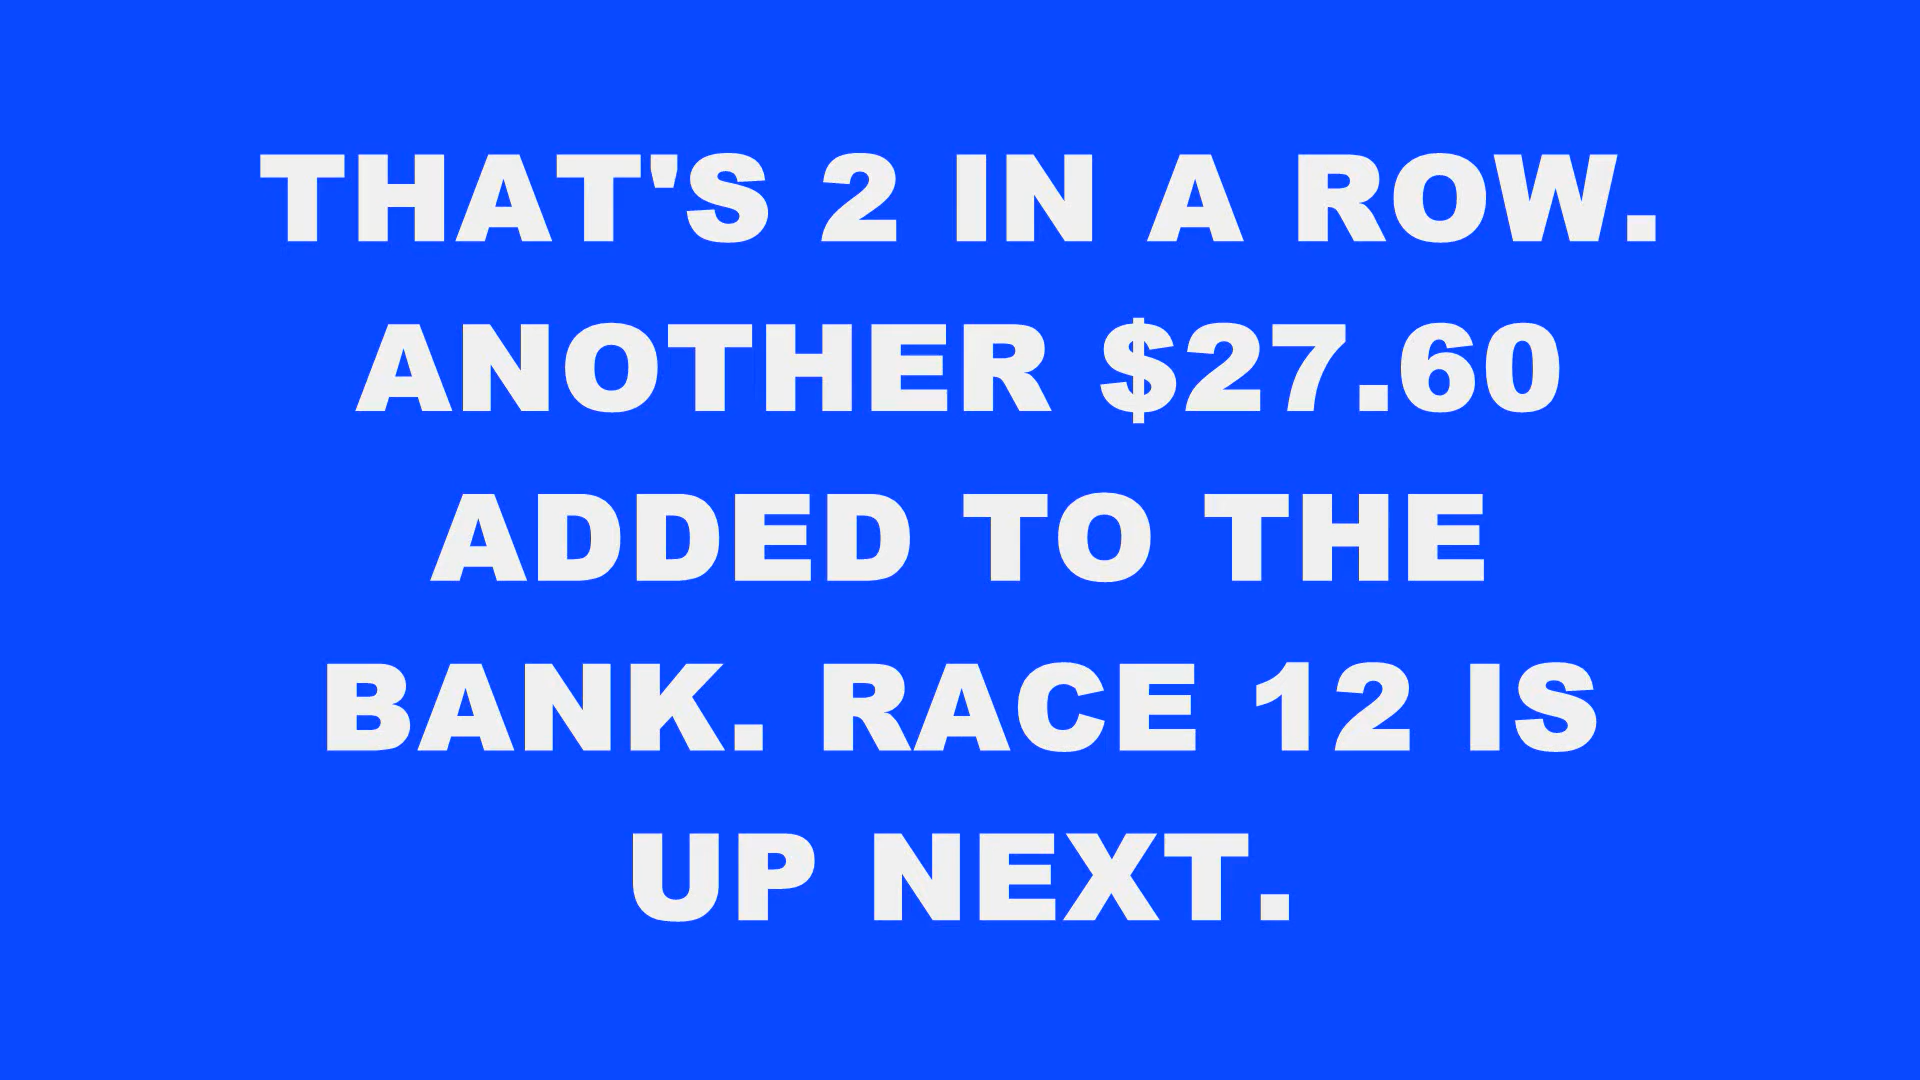 THAT'S 2 IN A ROW.
ANOTHER $27.60
ADDED TO THE
BANK. RACE 12 IS
UP NEXT.